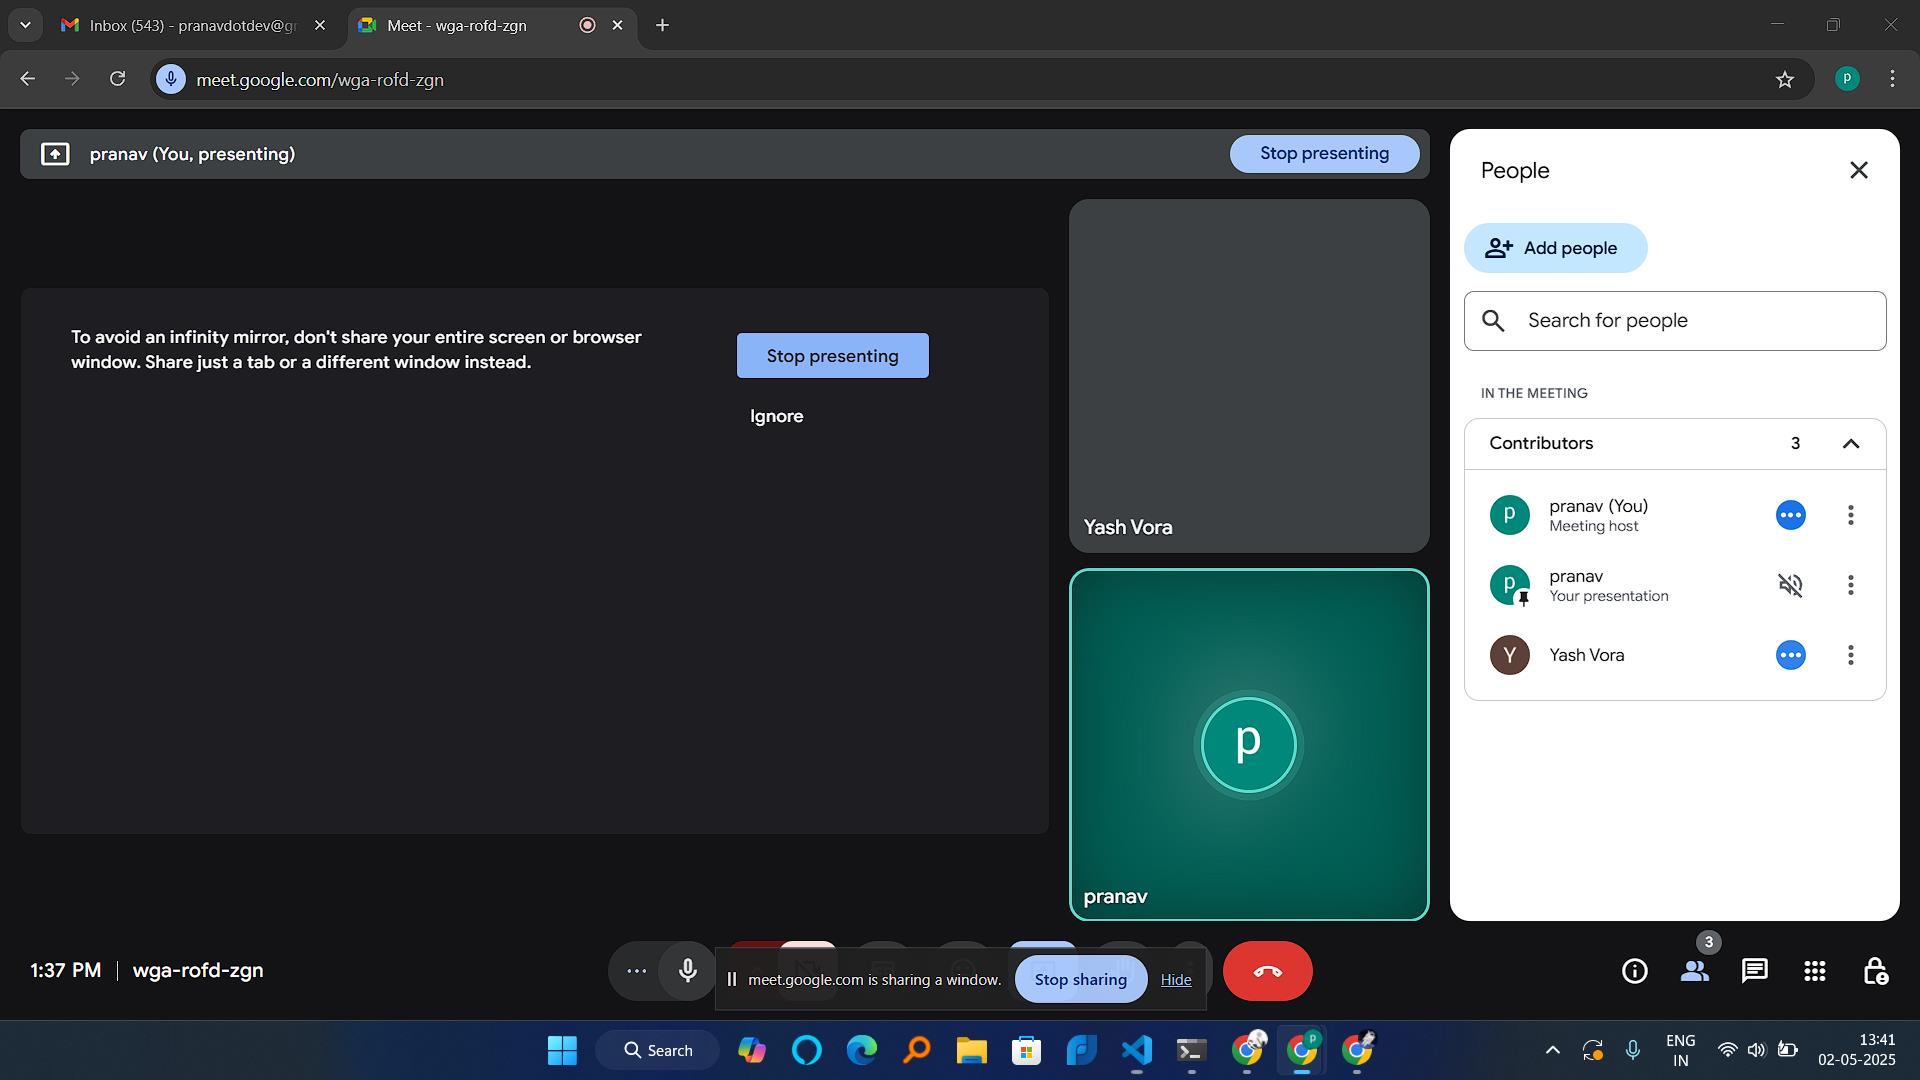 Inbox (543) - pranavdotdev@gr
Meet - wga-rofd-zgn
meet.google.com/wga-rofd-zgn
p
pranav (You, presenting)
Stop presenting
To avoid an infinity mirror, don't share your entire screen or browser
window. Share just a tab or a different window instead.
Stop presenting
Ignore
Yash Vora
p
pranav
People
Add people
Search for people
IN THE MEETING
Contributors
3
p
pranav (You)
Meeting host
p
pranav
Your presentation
Y
Yash Vora
1:37 PM
wga-rofd-zgn
meet.google.com is sharing a window.
Stop sharing
Hide
3
Search
p
ENG
IN
13:41
02-05-2025